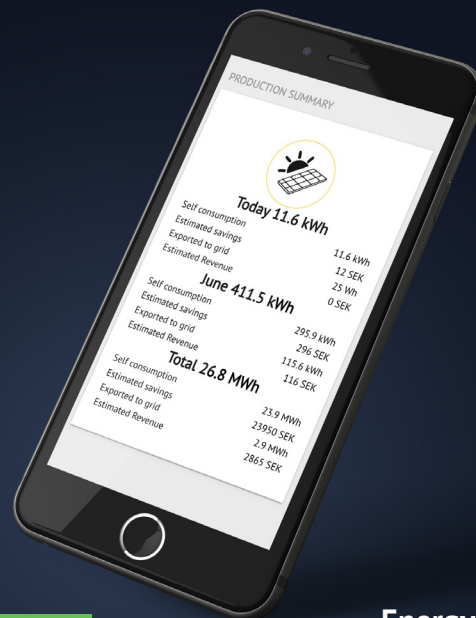 PRODUCTION SUMMARY
Today 11.6 kWh
Self consumption 11.6 kWh
Estimated savings 12 SEK
Exported to grid 25 Wh
Estimated Revenue 0 SEK
June 411.5 kWh
Self consumption 295.9 kWh
Estimated savings 296 SEK
Exported to grid 115.6 kWh
Estimated Revenue 116 SEK
Total 26.8 MWh
Self consumption 23.9 MWh
Estimated savings 23950 SEK
Exported to grid 2.9 MWh
Estimated Revenue 2865 SEK